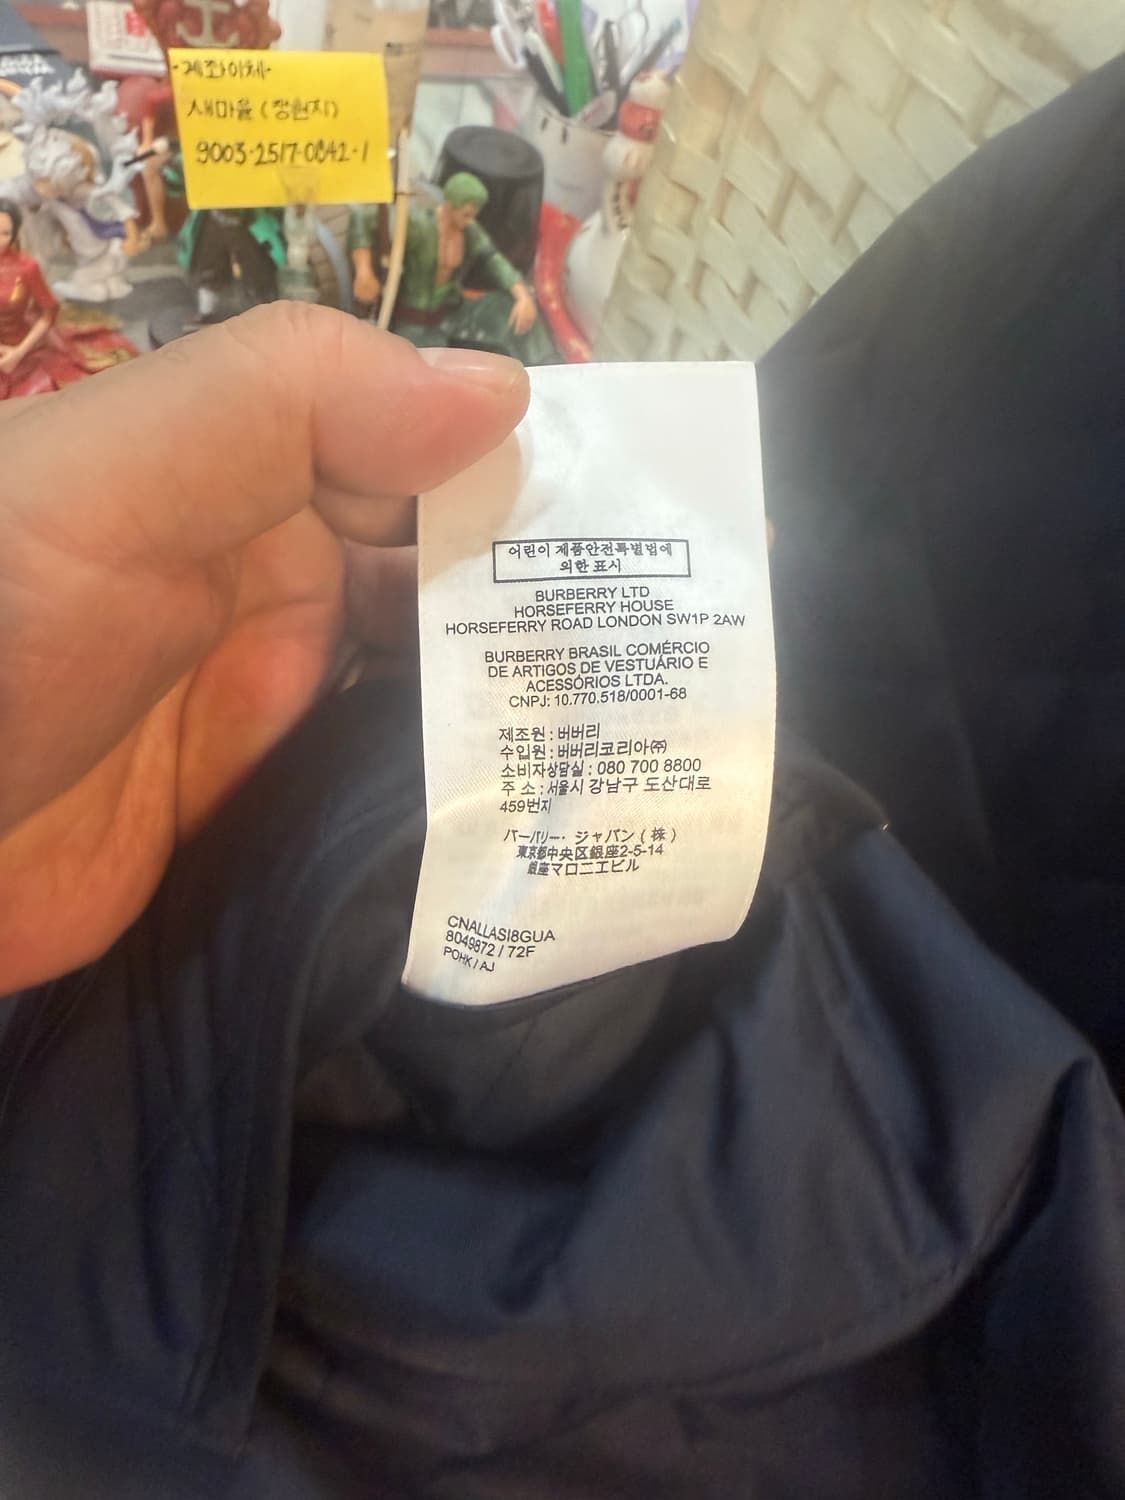 -계좌이체-
새마을 (장현지)
9003-2517-0842-1
어린이 제품안전특별법에
의한 표시
BURBERRY LTD
HORSEFERRY HOUSE
HORSEFERRY ROAD LONDON SW1P 2AW
BURBERRY BRASIL COMÉRCIO
DE ARTIGOS DE VESTUÁRIO E
ACESSÓRIOS LTDA.
CNPJ: 10.770.518/0001-68
제조원 : 버버리
수입원 : 버버리코리아㈜
소비자상담실 : 080 700 8800
주 소 : 서울시 강남구 도산대로
459번지
バーバリー・ジャパン ( 株 )
東京都中央区銀座2-5-14
銀座マロニエビル
CNALLASI8GUA
8049872 / 72F
POHK / AJ